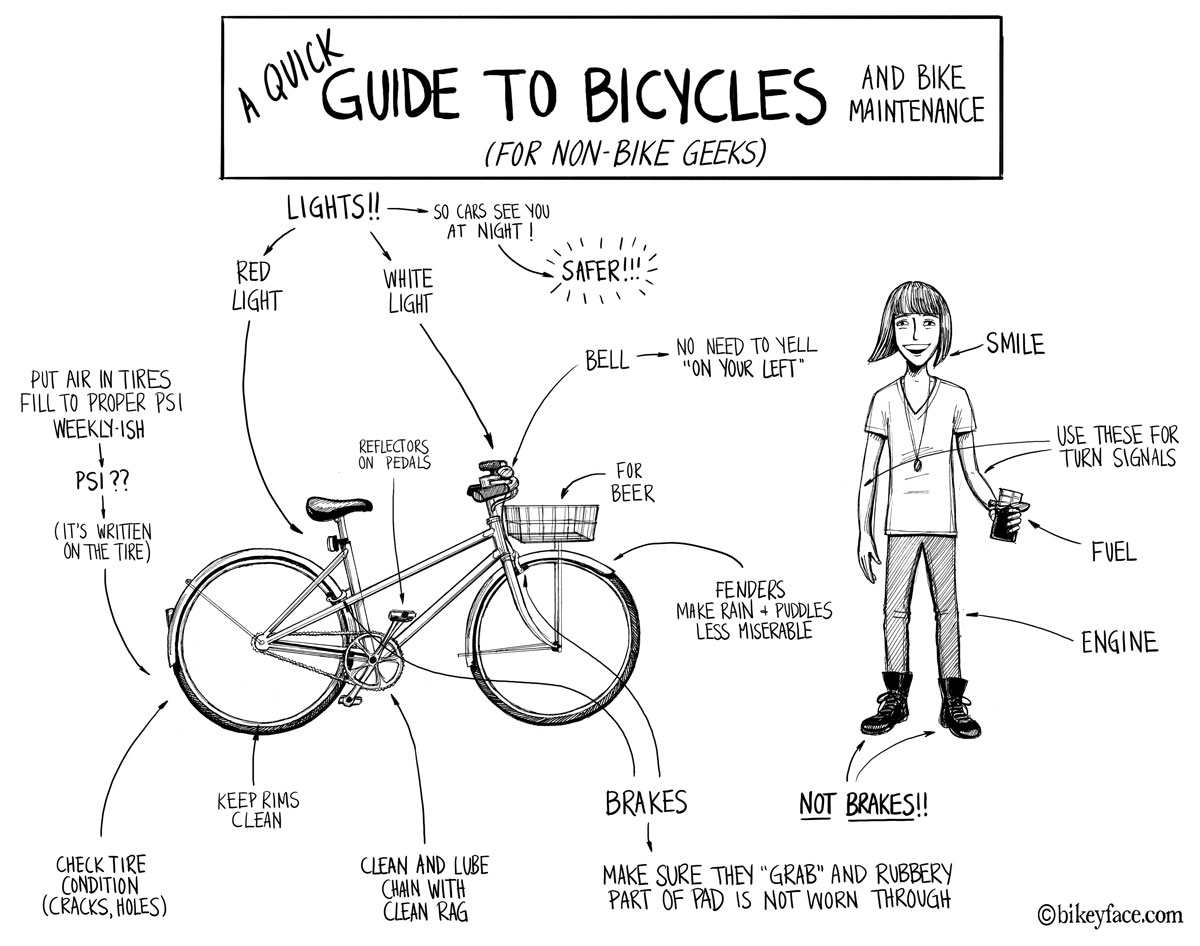 A QUICK
GUIDE TO BICYCLES
AND BIKE
MAINTENANCE
(FOR NON-BIKE GEEKS)
LIGHTS!!
SO CARS SEE YOU
AT NIGHT!
SAFER!!!
RED
LIGHT
WHITE
LIGHT
BELL
NO NEED TO YELL
"ON YOUR LEFT"
SMILE
PUT AIR IN TIRES
FILL TO PROPER PSI
WEEKLY-ISH
PSI??
(IT'S WRITTEN
ON THE TIRE)
REFLECTORS
ON PEDALS
FOR
BEER
USE THESE FOR
TURN SIGNALS
FUEL
FENDERS
MAKE RAIN + PUDDLES
LESS MISERABLE
ENGINE
KEEP RIMS
CLEAN
BRAKES
NOT BRAKES!!
CHECK TIRE
CONDITION
(CRACKS, HOLES)
CLEAN AND LUBE
CHAIN WITH
CLEAN RAG
MAKE SURE THEY "GRAB" AND RUBBERY
PART OF PAD IS NOT WORN THROUGH
©bikeyface.com